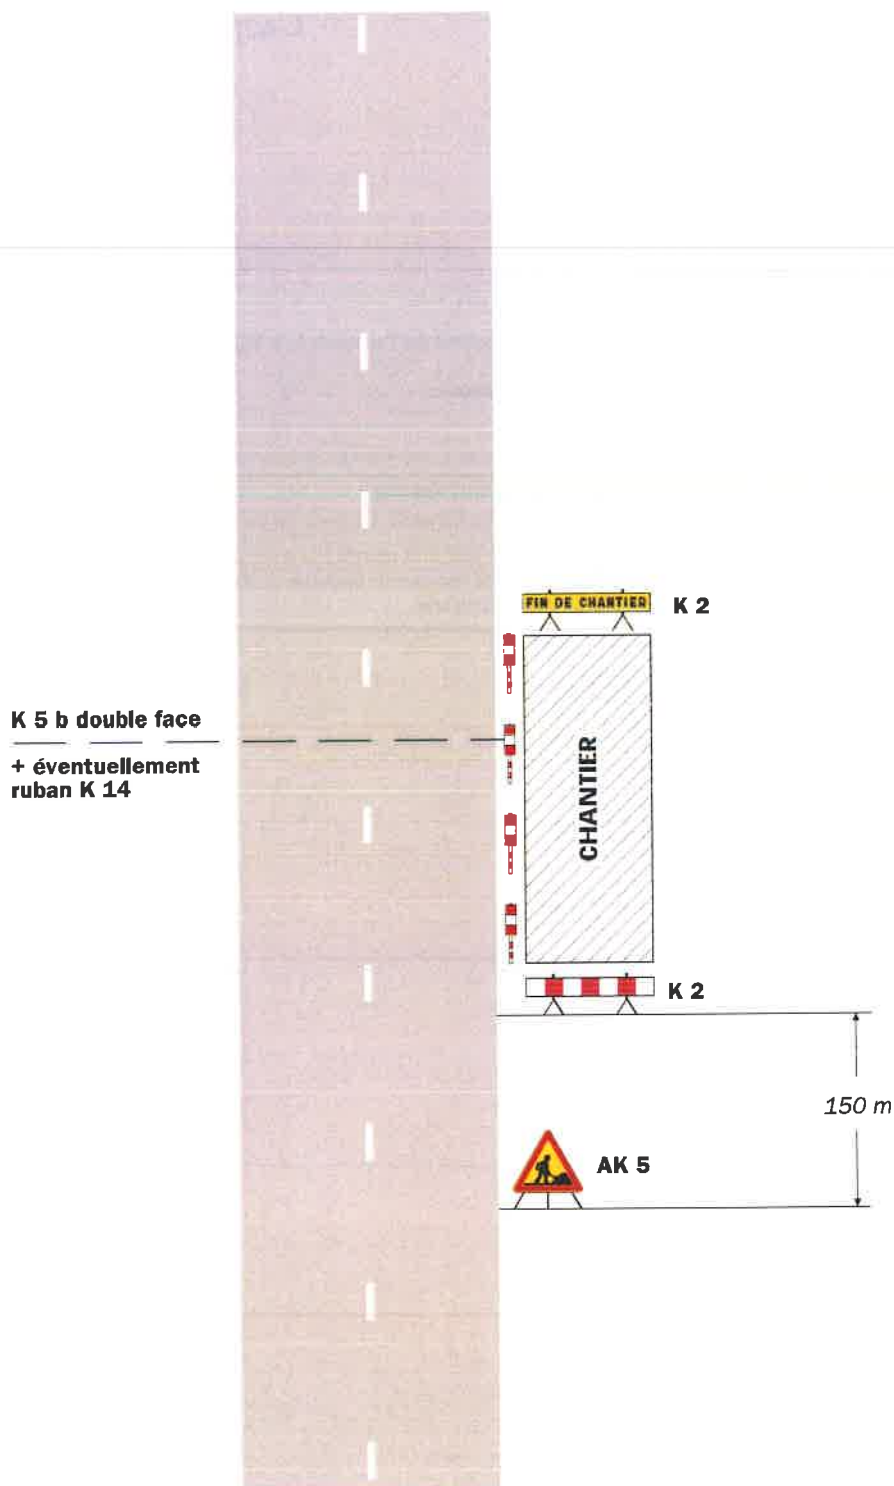 FIN DE CHANTIER
K 2
K 5 b double face
+ éventuellement
ruban K 14
CHANTIER
K 2
150 m
AK 5